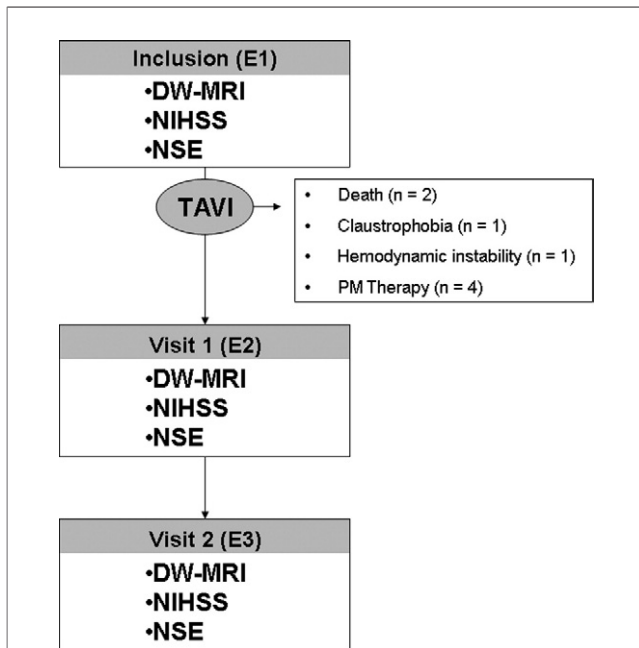 Inclusion (E1)
•DW-MRI
•NIHSS
•NSE
TAVI
• Death (n = 2)
• Claustrophobia (n = 1)
• Hemodynamic instability (n = 1)
• PM Therapy (n = 4)
Visit 1 (E2)
•DW-MRI
•NIHSS
•NSE
Visit 2 (E3)
•DW-MRI
•NIHSS
•NSE